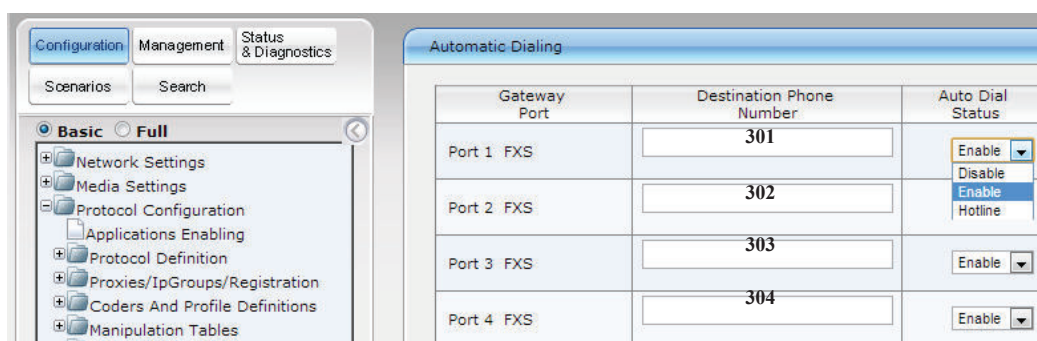 Configuration Management Status & Diagnostics
Scenarios Search
Basic Full
Network Settings
Media Settings
Protocol Configuration
Applications Enabling
Protocol Definition
Proxies/IpGroups/Registration
Coders And Profile Definitions
Manipulation Tables
Automatic Dialing
Gateway Port Destination Phone Number Auto Dial Status
Port 1 FXS 301 Enable
Disable
Enable
Hotline
Port 2 FXS 302
Port 3 FXS 303 Enable
Port 4 FXS 304 Enable